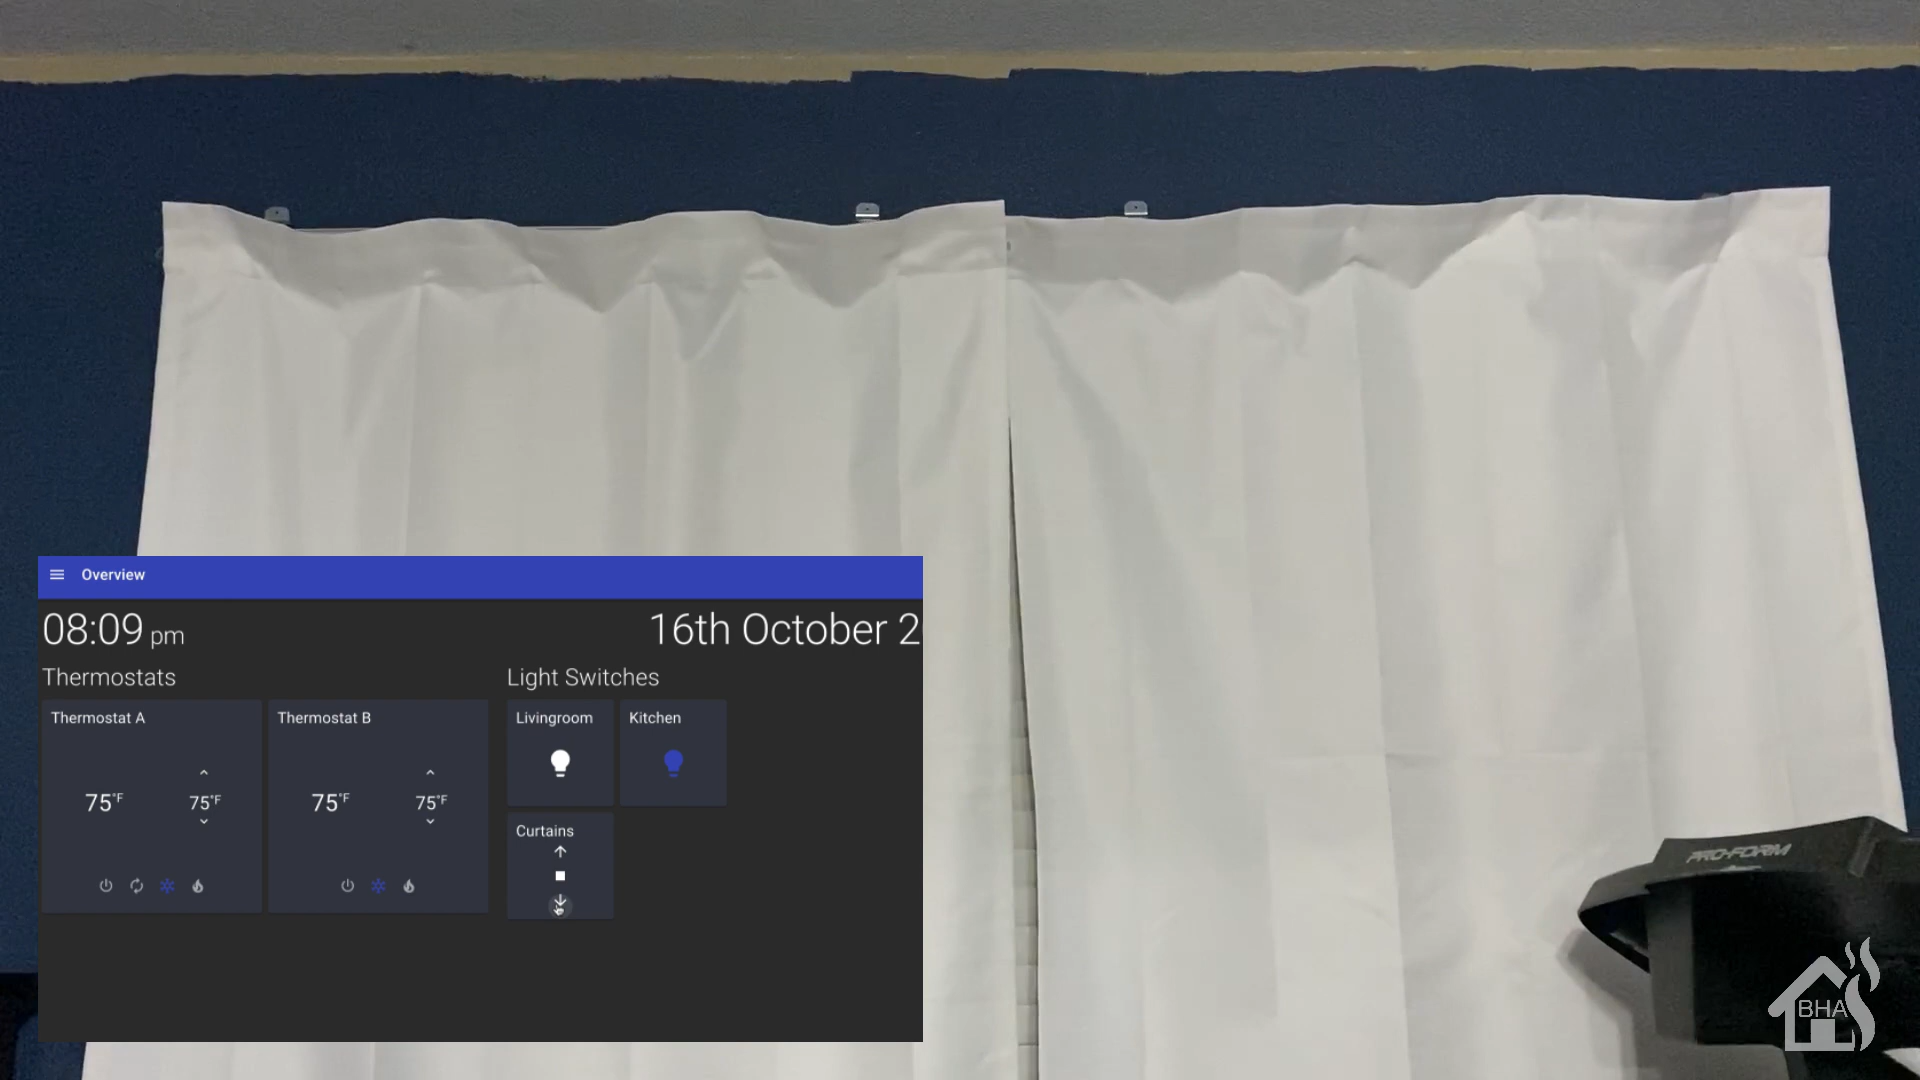 Overview
08:09 pm
16th October 2
Thermostats
Light Switches
Thermostat A
Thermostat B
Livingroom
Kitchen
75°F
75°F
75°F
75°F
Curtains
PRO-FORM
BHA